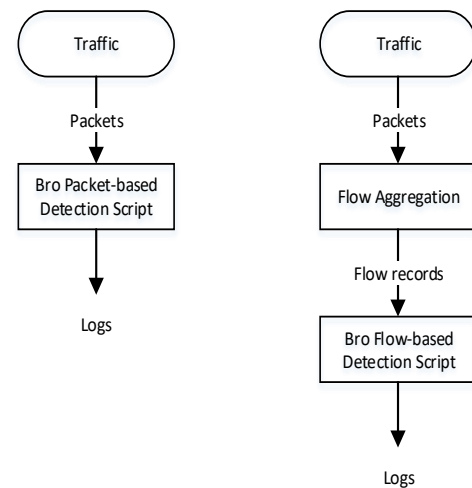 Traffic
Packets
Bro Packet-based
Detection Script
Logs
Traffic
Packets
Flow Aggregation
Flow records
Bro Flow-based
Detection Script
Logs